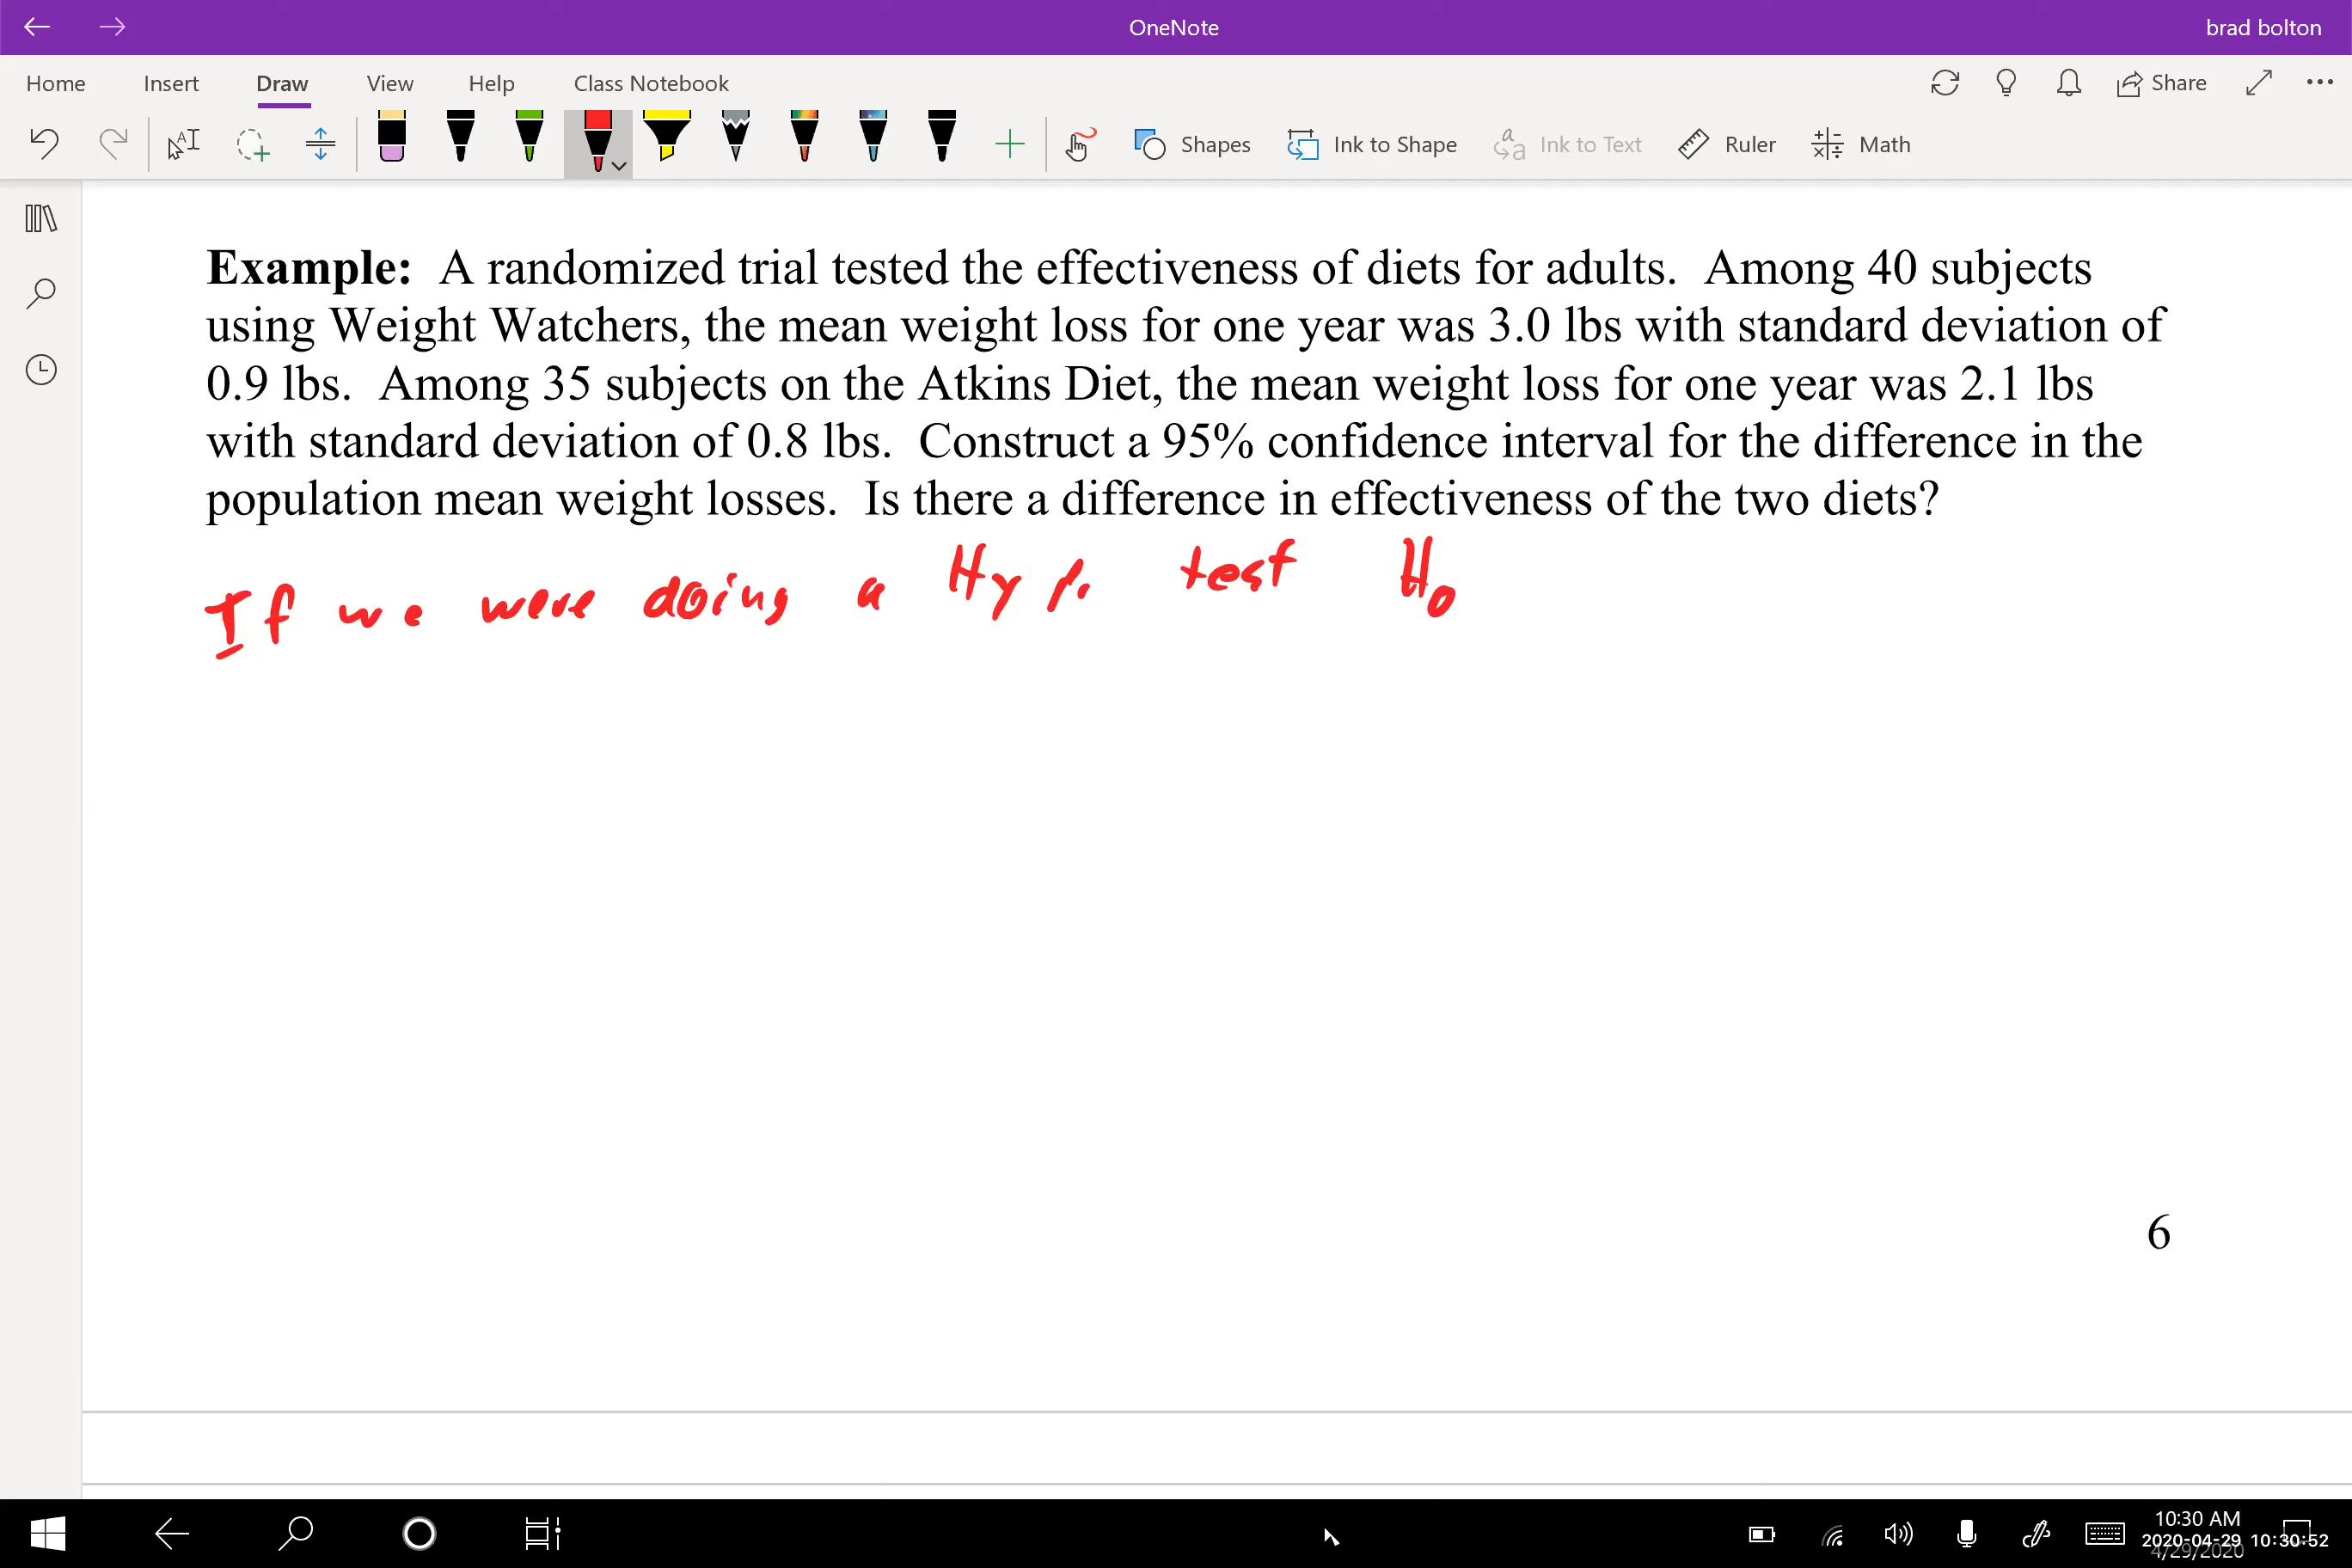 OneNote
brad bolton
Home Insert Draw View Help Class Notebook Share
Shapes Ink to Shape Ink to Text Ruler Math
Example: A randomized trial tested the effectiveness of diets for adults. Among 40 subjects
using Weight Watchers, the mean weight loss for one year was 3.0 lbs with standard deviation of
0.9 lbs. Among 35 subjects on the Atkins Diet, the mean weight loss for one year was 2.1 lbs
with standard deviation of 0.8 lbs. Construct a 95% confidence interval for the difference in the
population mean weight losses. Is there a difference in effectiveness of the two diets?
If we were doing a Hyp. test H₀
6
10:30 AM
2020-04-29 10:30:52
4/29/2020